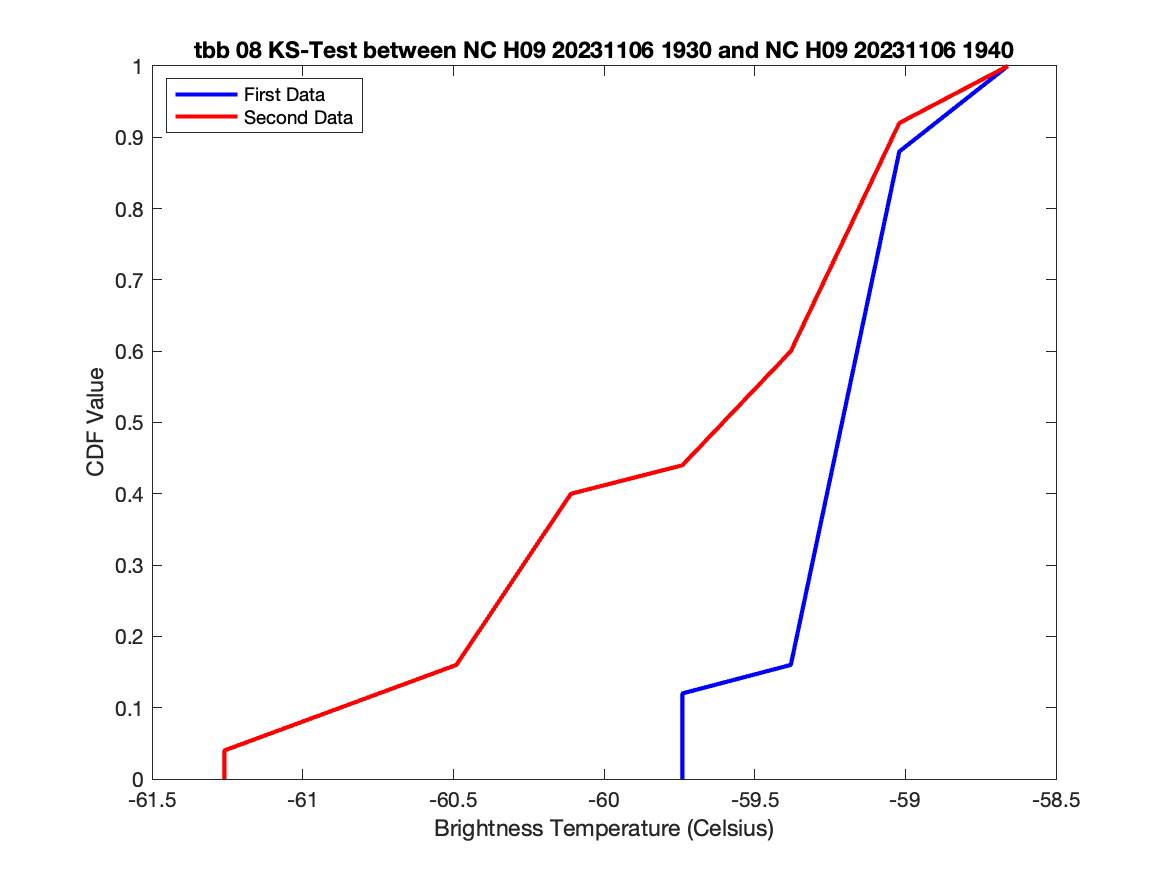 tbb 08 KS-Test between NC H09 20231106 1930 and NC H09 20231106 1940
First Data
Second Data
1
0.9
0.8
0.7
0.6
0.5
0.4
0.3
0.2
0.1
0
CDF Value
-61.5 -61 -60.5 -60 -59.5 -59 -58.5
Brightness Temperature (Celsius)